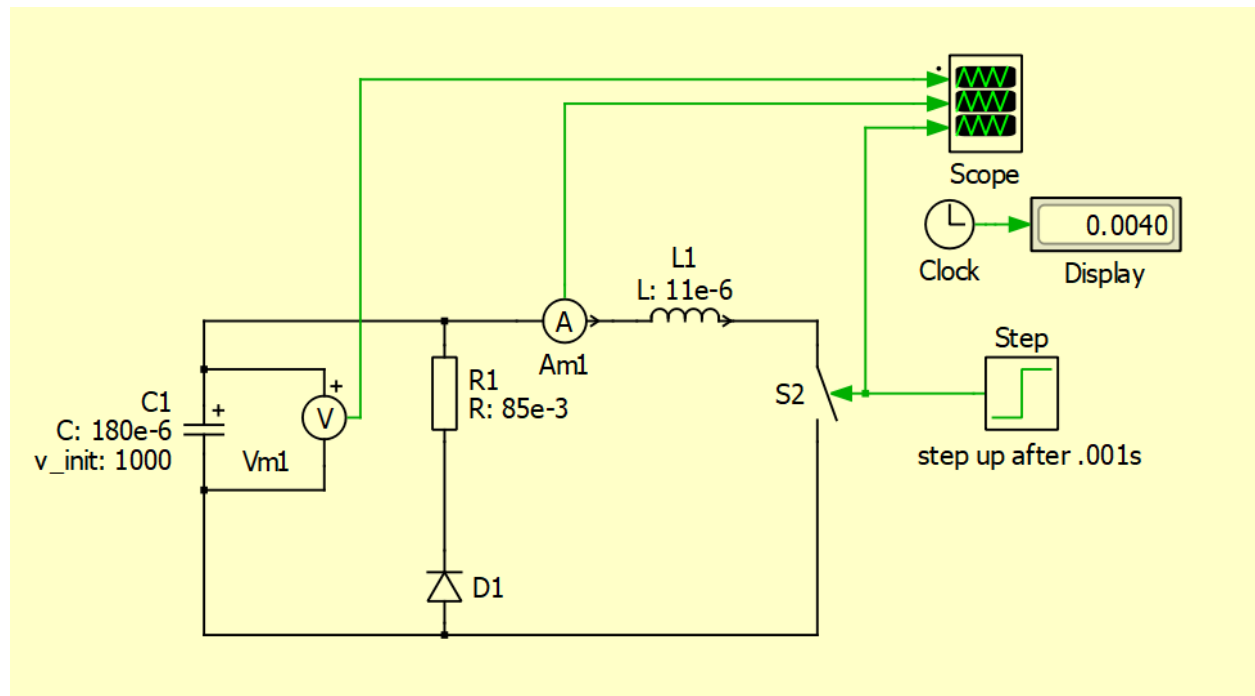 Scope
0.0040
Clock
Display
L1
L: 11e-6
A
Am1
Step
S2
R1
R: 85e-3
C1
C: 180e-6
v_init: 1000
+
+
V
Vm1
step up after .001s
D1